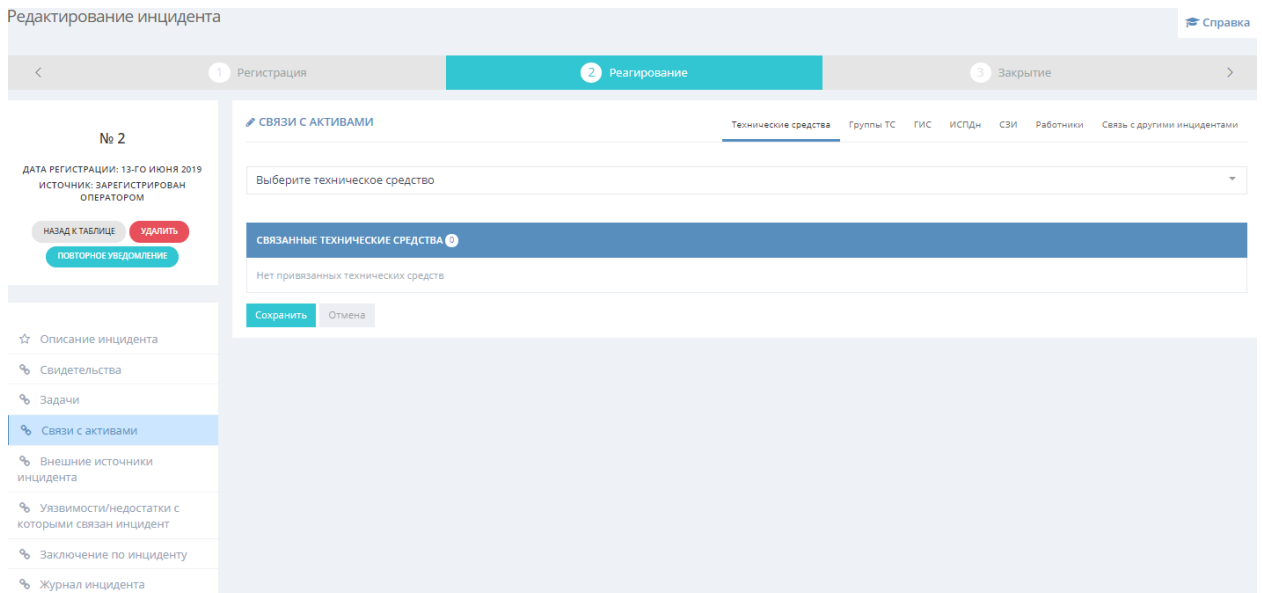 Редактирование инцидента
Справка
1 Регистрация
2 Реагирование
3 Закрытие
№ 2
ДАТА РЕГИСТРАЦИИ: 13-ГО ИЮНЯ 2019
ИСТОЧНИК: ЗАРЕГИСТРИРОВАН
ОПЕРАТОРОМ
НАЗАД К ТАБЛИЦЕ
УДАЛИТЬ
ПОВТОРНОЕ УВЕДОМЛЕНИЕ
Описание инцидента
Свидетельства
Задачи
Связи с активами
Внешние источники
инцидента
Уязвимости/недостатки с
которыми связан инцидент
Заключение по инциденту
Журнал инцидента
СВЯЗИ С АКТИВАМИ
Технические средства
Группы ТС
ГИС
ИСПДн
СЗИ
Работники
Связь с другими инцидентами
Выберите техническое средство
СВЯЗАННЫЕ ТЕХНИЧЕСКИЕ СРЕДСТВА 0
Нет привязанных технических средств
Сохранить
Отмена